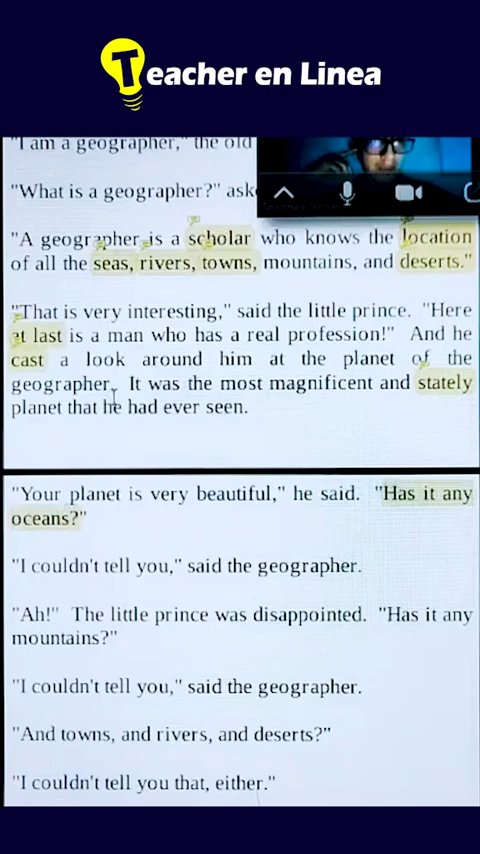 Teacher en Linea
"I am a geographer," the old
"What is a geographer?"
"A geographer is a scholar who knows the location
of all the seas, rivers, towns, mountains, and deserts."
"That is very interesting," said the little prince. "Here
at last is a man who has a real profession!" And he
cast a look around him at the planet of the
geographer. It was the most magnificent and stately
planet that he had ever seen.
"Your planet is very beautiful," he said. "Has it any
oceans?"
"I couldn't tell you," said the geographer.
"Ah!" The little prince was disappointed. "Has it any
mountains?"
"I couldn't tell you," said the geographer.
"And towns, and rivers, and deserts?"
"I couldn't tell you that, either."